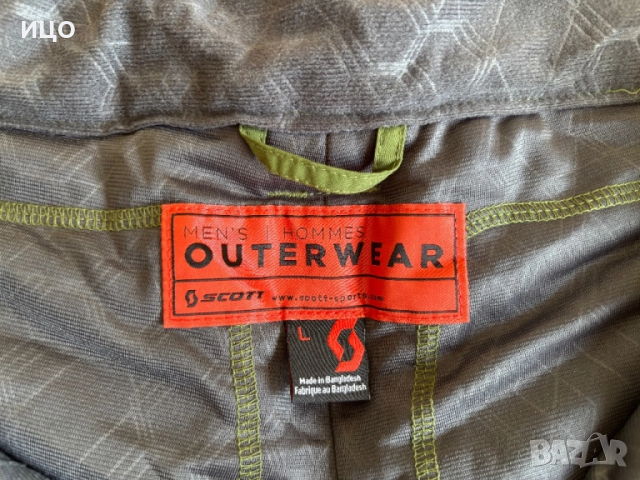 ицо
MEN'S | HOMMES
OUTERWEAR
SCOTT www.scott-sports.com
L
Made in Bangladesh
Fabriqué au Bangladesh
BAZAR